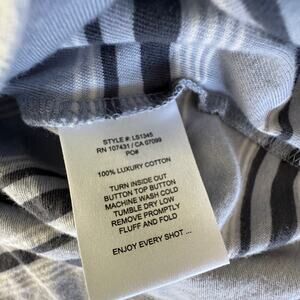 STYLE #: LS1345
RN 107431 / CA 07099
PO#
100% LUXURY COTTON
TURN INSIDE OUT
BUTTON TOP BUTTON
MACHINE WASH COLD
TUMBLE DRY LOW
REMOVE PROMPTLY
FLUFF AND FOLD
ENJOY EVERY SHOT ...